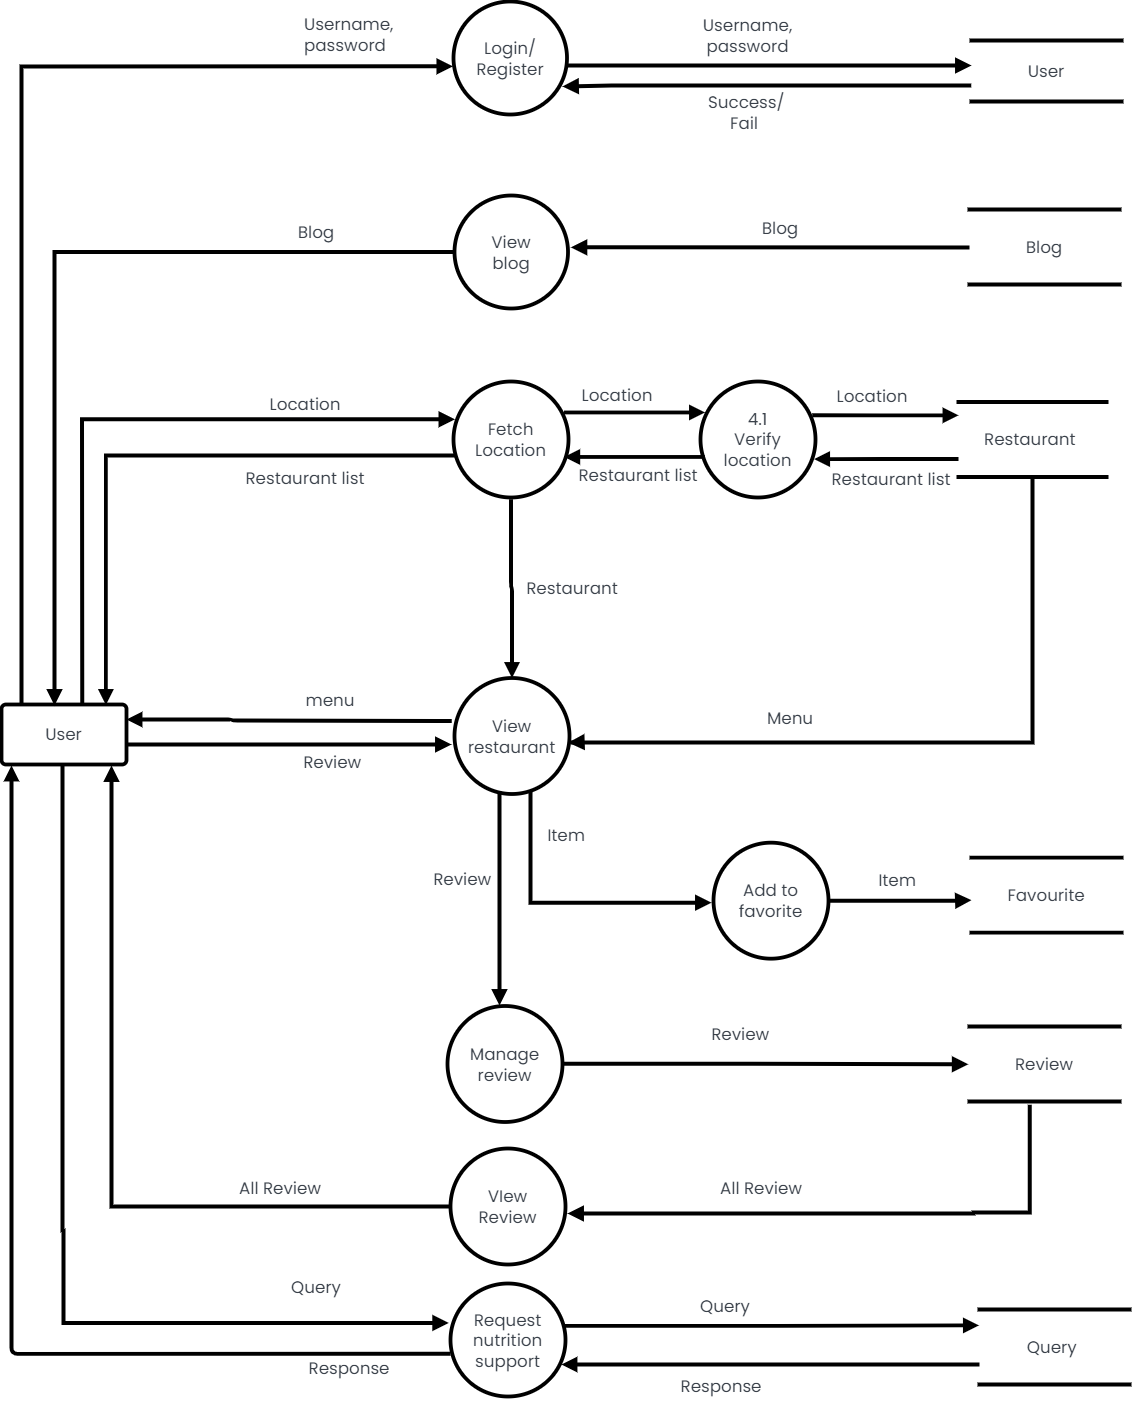 Username,
password
Login/
Register
Username,
password
User
Success/
Fail
Blog
View
blog
Blog
Blog
Location
Fetch
Location
Location
4.1
Verify
location
Location
Restaurant
Restaurant list
Restaurant list
Restaurant list
Restaurant
menu
View
restaurant
Menu
User
Review
Item
Review
Add to
favorite
Item
Favourite
Manage
review
Review
Review
All Review
VIew
Review
All Review
Query
Request
nutrition
support
Query
Query
Response
Response